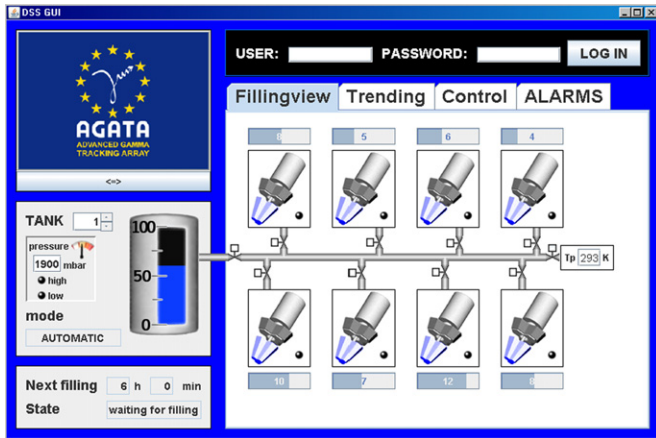 DSS GUI
USER:
PASSWORD:
LOG IN
AGATA
ADVANCED GAMMA
TRACKING ARRAY
<=>
Fillingview
Trending
Control
ALARMS
5
6
4
TANK 1
pressure
1900 mbar
high
low
mode
AUTOMATIC
100
50
0
Tp 293 K
10
7
12
Next filling 6 h 0 min
State waiting for filling